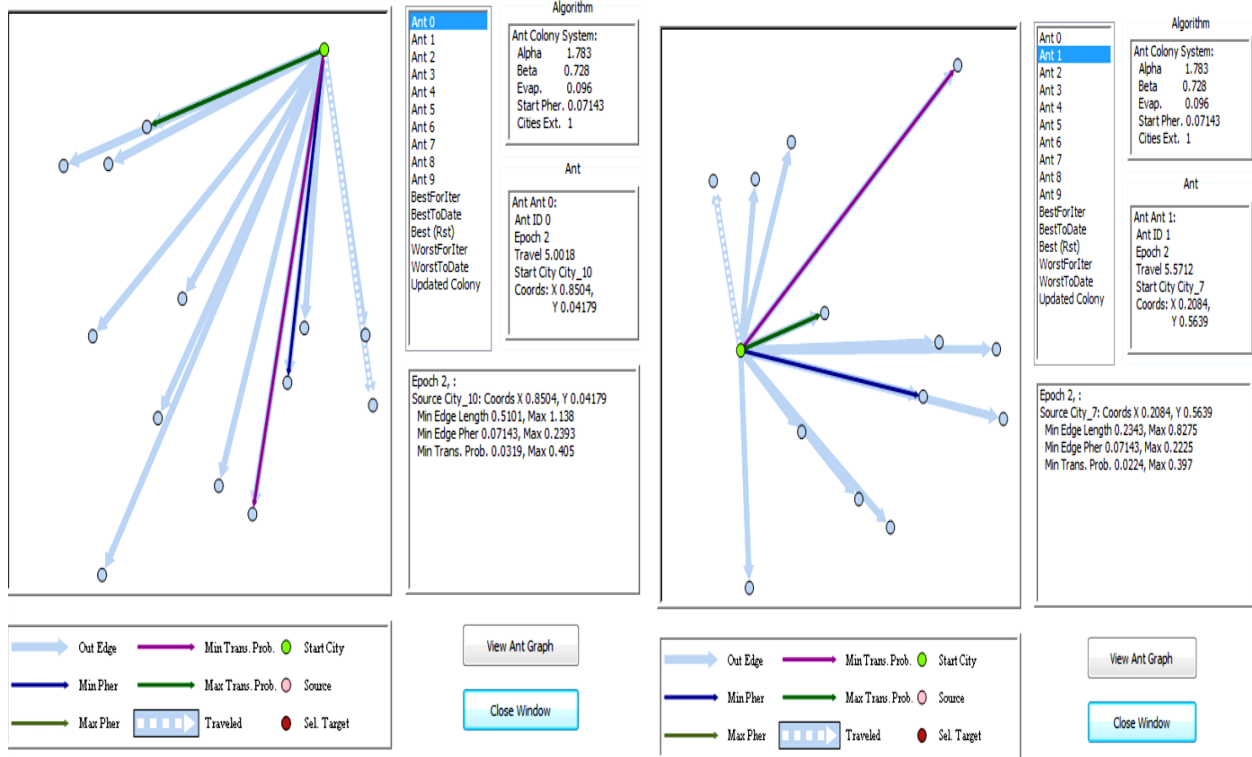 Ant 0
Ant 1
Ant 2
Ant 3
Ant 4
Ant 5
Ant 6
Ant 7
Ant 8
Ant 9
BestForIter
BestToDate
Best (Rst)
WorstForIter
WorstToDate
Updated Colony
Algorithm
Ant Colony System:
Alpha 1.783
Beta 0.728
Evap. 0.096
Start Pher. 0.07143
Cities Ext. 1
Ant
Ant Ant 0:
Ant ID 0
Epoch 2
Travel 5.0018
Start City City_10
Coords: X 0.8504,
Y 0.04179
Epoch 2, :
Source City_10: Coords X 0.8504, Y 0.04179
Min Edge Length 0.5101, Max 1.138
Min Edge Pher 0.07143, Max 0.2393
Min Trans. Prob. 0.0319, Max 0.405
Out Edge Min Trans. Prob. Start City
Min Pher Max Trans. Prob. Source
Max Pher Traveled Sel. Target
View Ant Graph
Close Window
Ant 0
Ant 1
Ant 2
Ant 3
Ant 4
Ant 5
Ant 6
Ant 7
Ant 8
Ant 9
BestForIter
BestToDate
Best (Rst)
WorstForIter
WorstToDate
Updated Colony
Algorithm
Ant Colony System:
Alpha 1.783
Beta 0.728
Evap. 0.096
Start Pher. 0.07143
Cities Ext. 1
Ant
Ant Ant 1:
Ant ID 1
Epoch 2
Travel 5.5712
Start City City_7
Coords: X 0.2084,
Y 0.5639
Epoch 2, :
Source City_7: Coords X 0.2084, Y 0.5639
Min Edge Length 0.2343, Max 0.8275
Min Edge Pher 0.07143, Max 0.2225
Min Trans. Prob. 0.0224, Max 0.397
Out Edge Min Trans. Prob. Start City
Min Pher Max Trans. Prob. Source
Max Pher Traveled Sel. Target
View Ant Graph
Close Window